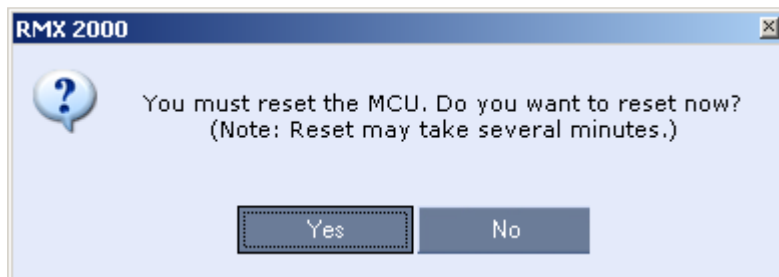 RMX 2000
You must reset the MCU. Do you want to reset now?
(Note: Reset may take several minutes.)
Yes
No